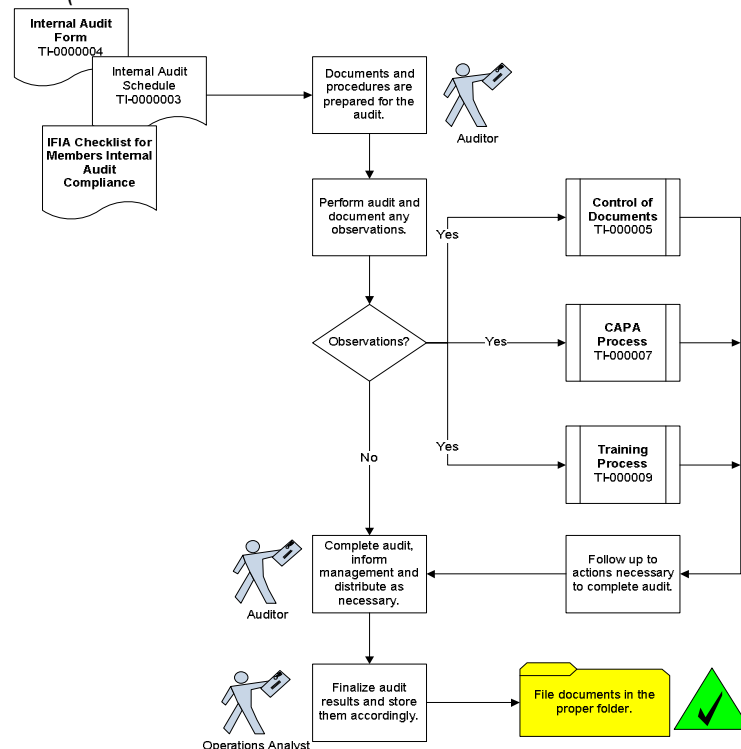 Internal Audit
Form
TI-0000004
Internal Audit
Schedule
TI-0000003
IFIA Checklist for
Members Internal
Audit
Compliance
Documents and
procedures are
prepared for the
audit.
Auditor
Perform audit and
document any
observations.
Observations?
Yes
Control of
Documents
TI-000005
Yes
CAPA
Process
TI-000007
Yes
Training
Process
TI-000009
No
Auditor
Complete audit,
inform
management and
distribute as
necessary.
Follow up to
actions necessary
to complete audit.
Operations Analyst
Finalize audit
results and store
them accordingly.
File documents in the
proper folder.